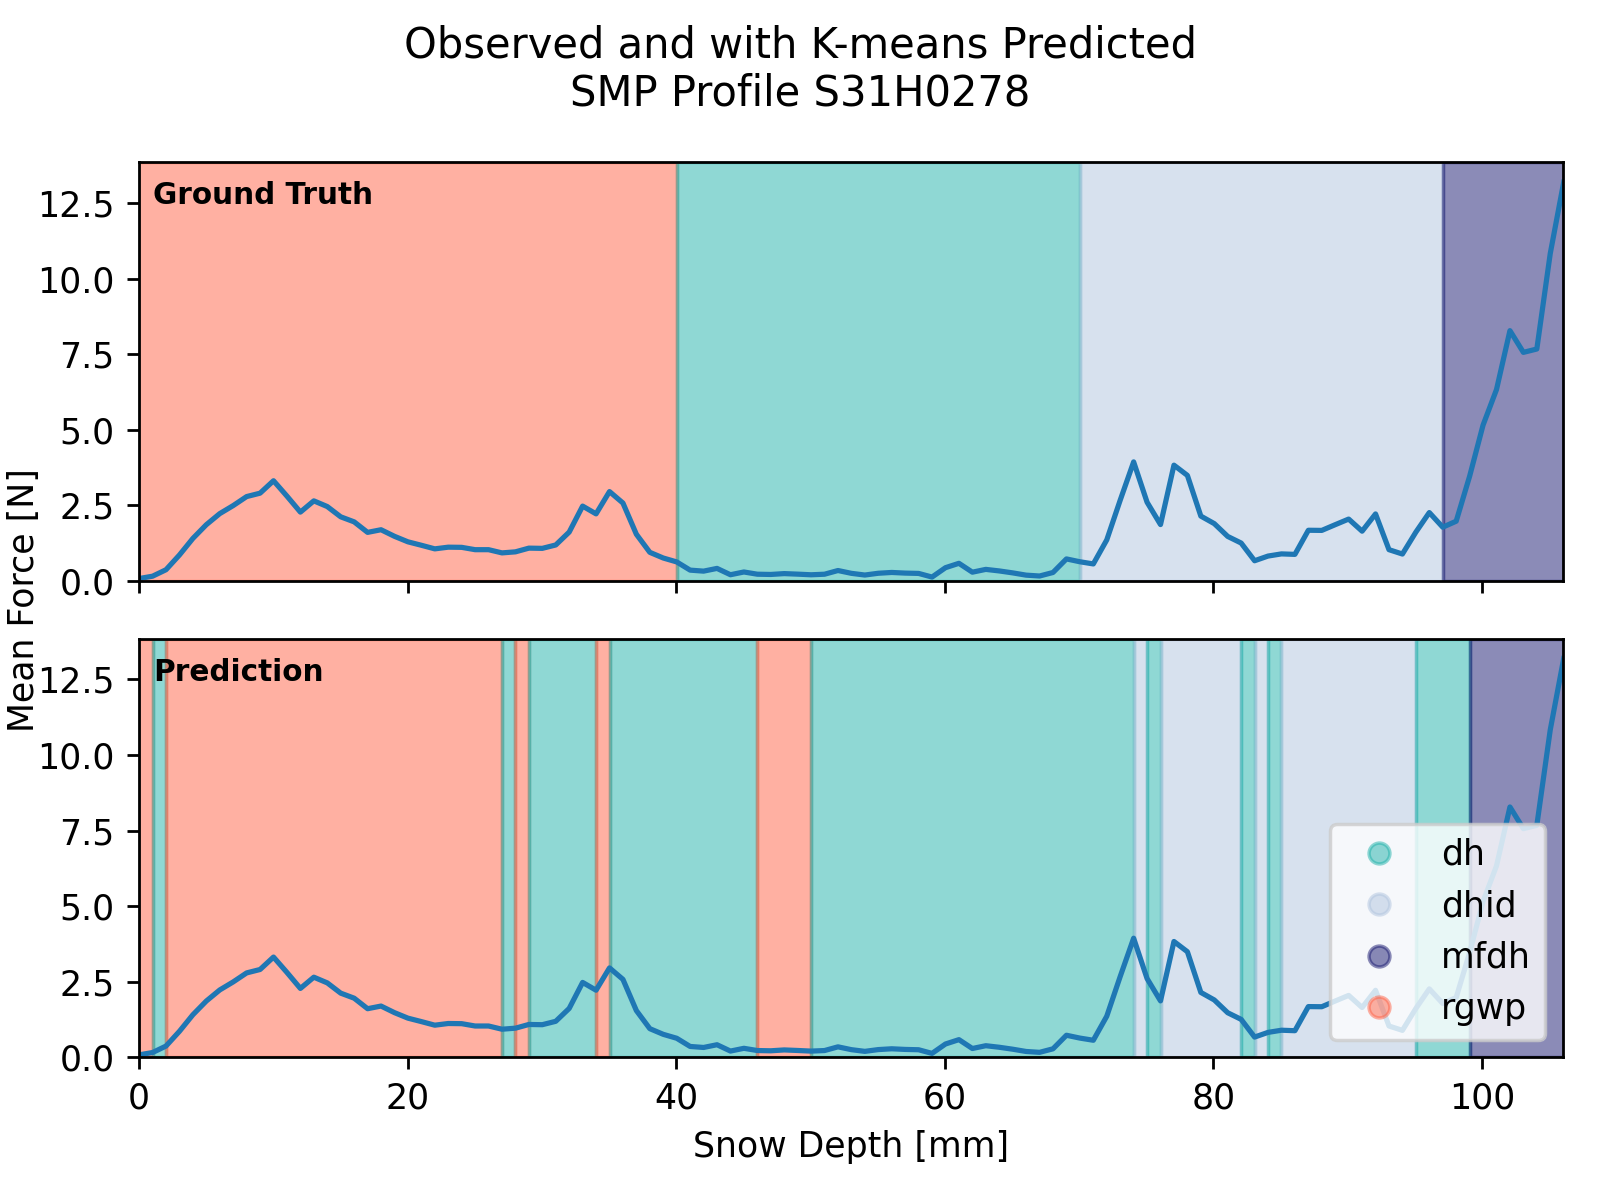 Observed and with K-means Predicted
SMP Profile S31H0278
Ground Truth
12.5
10.0
7.5
5.0
2.5
0.0
Mean Force [N]
Prediction
12.5
10.0
7.5
5.0
2.5
0.0
dh
dhid
mfdh
rgwp
0 20 40 60 80 100
Snow Depth [mm]